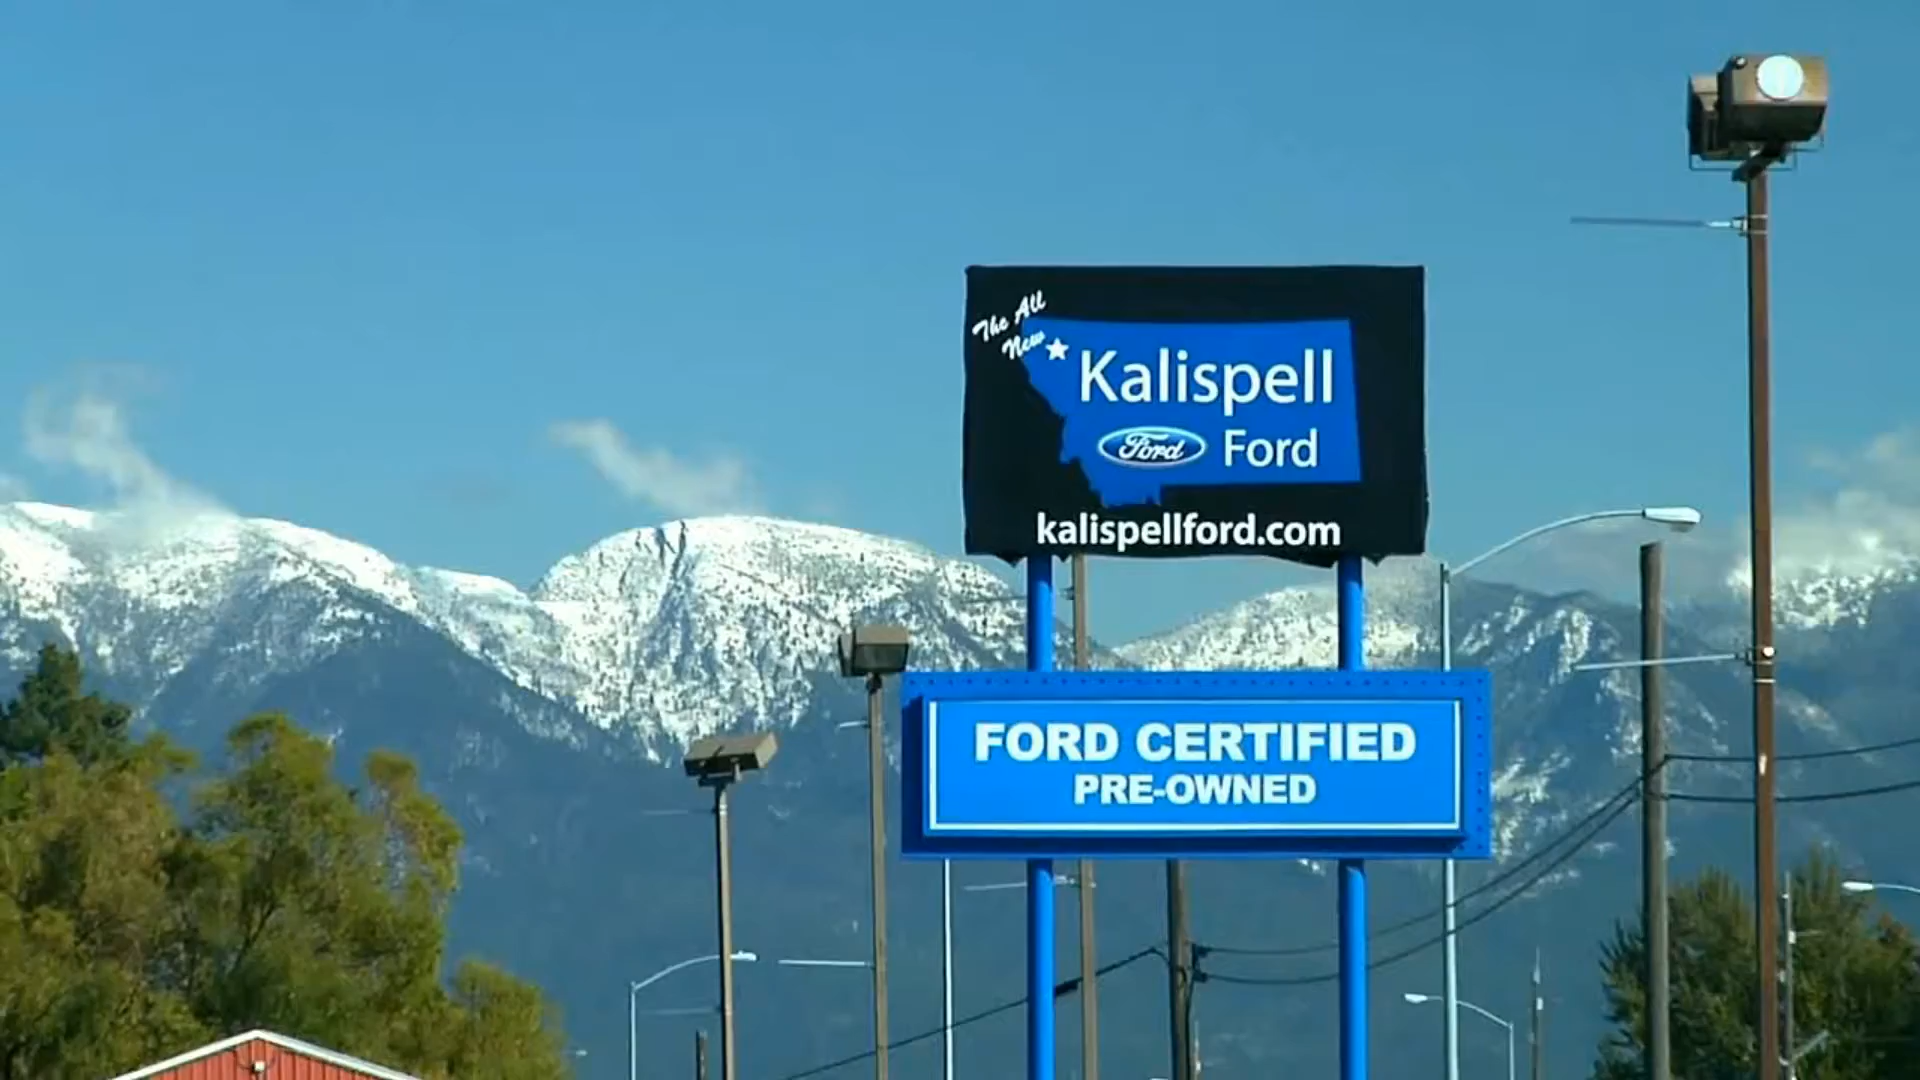 The All
New
Kalispell
Ford Ford
kalispellford.com
FORD CERTIFIED
PRE-OWNED